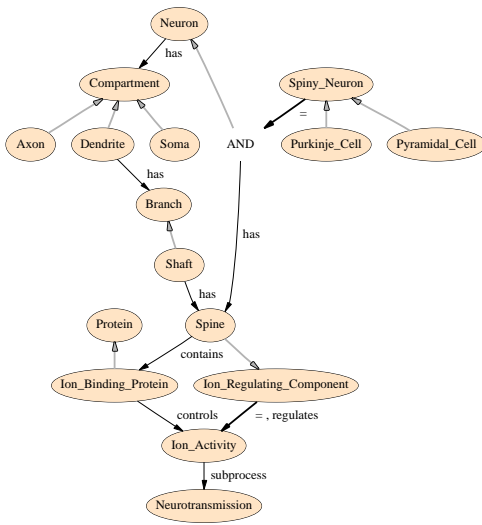 Neuron
has
Compartment
Spiny_Neuron
=
Axon
Dendrite
Soma
AND
Purkinje_Cell
Pyramidal_Cell
has
Branch
has
Shaft
has
Protein
Spine
contains
Ion_Binding_Protein
Ion_Regulating_Component
controls
= , regulates
Ion_Activity
subprocess
Neurotransmission